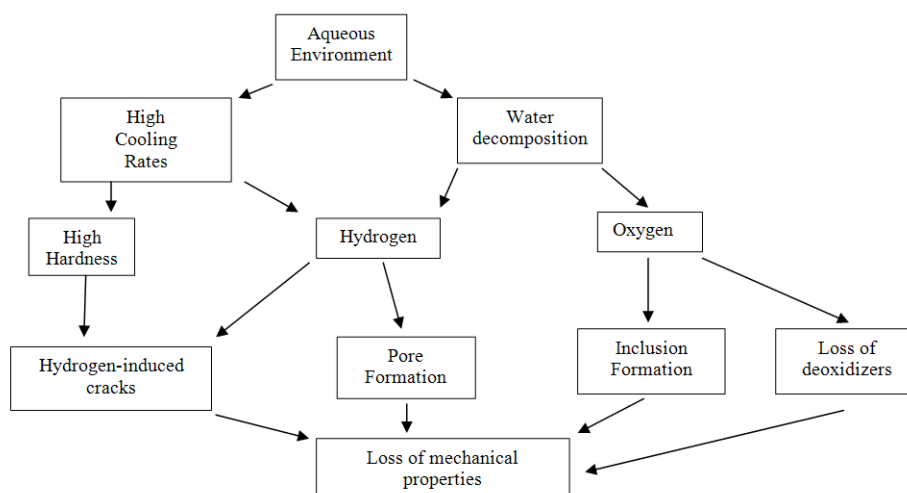 Aqueous
Environment
High
Cooling
Rates
Water
decomposition
High
Hardness
Hydrogen
Oxygen
Hydrogen-induced
cracks
Pore
Formation
Inclusion
Formation
Loss of
deoxidizers
Loss of mechanical
properties